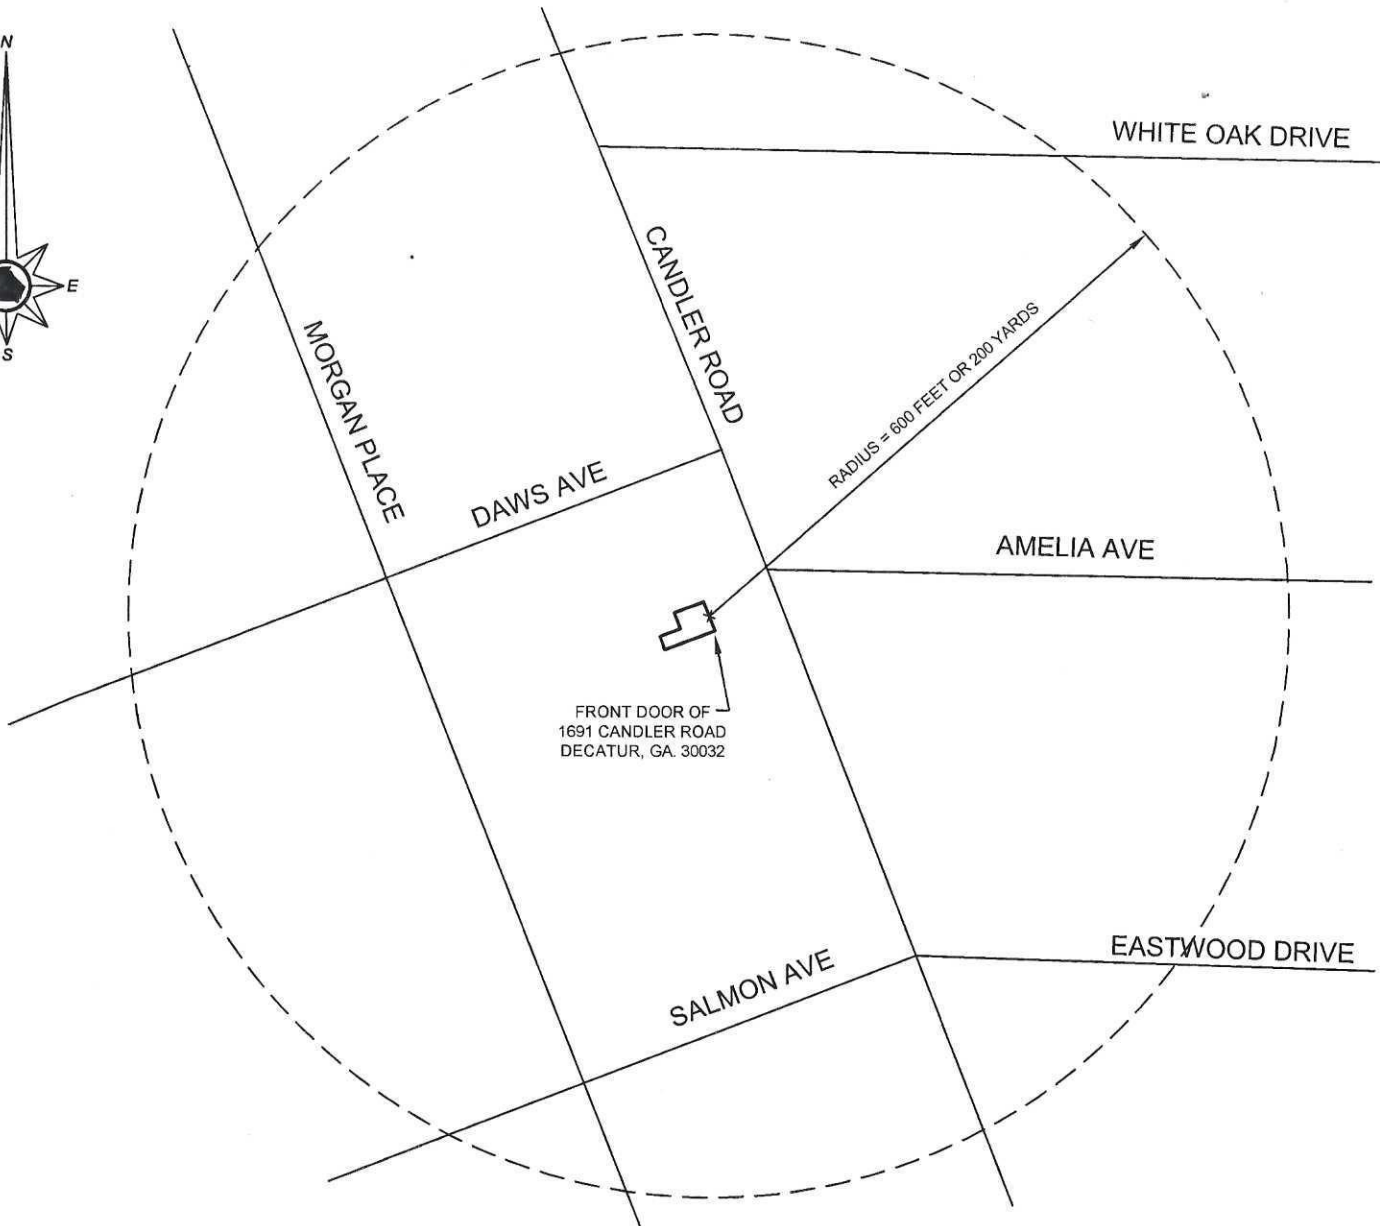 N
WHITE OAK DRIVE
E
S
CANDLER ROAD
MORGAN PLACE
RADIUS = 600 FEET OR 200 YARDS
DAWS AVE
AMELIA AVE
FRONT DOOR OF
1691 CANDLER ROAD
DECATUR, GA. 30032
SALMON AVE
EASTWOOD DRIVE